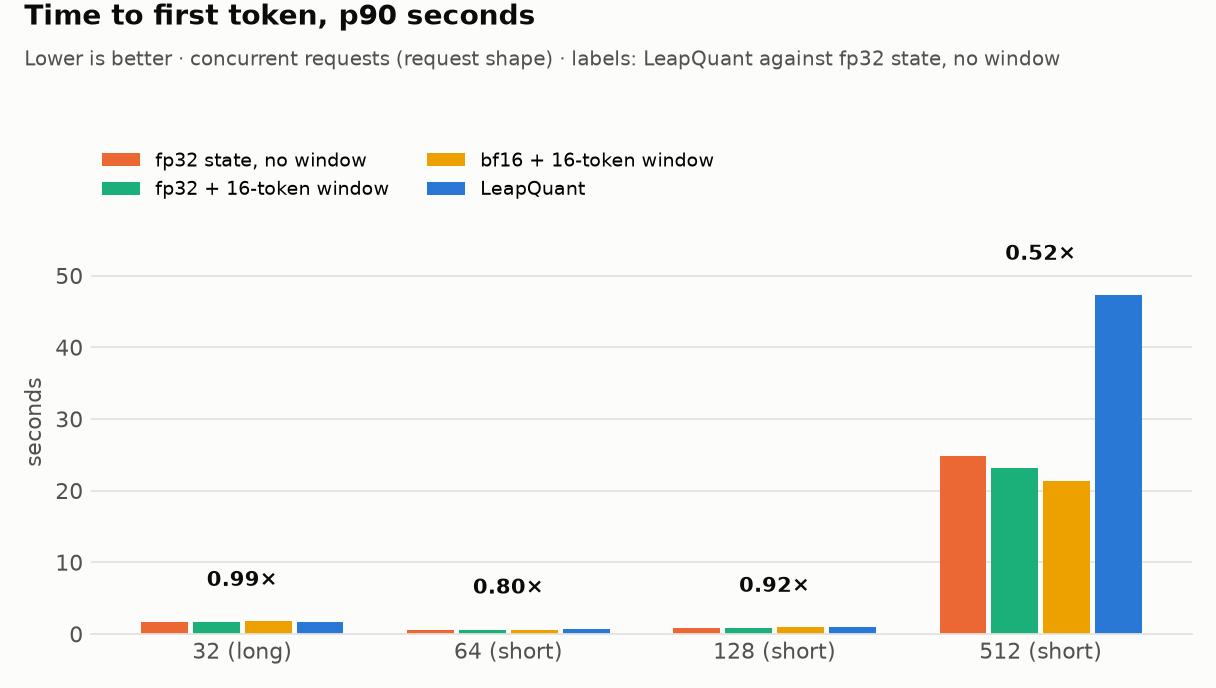 Time to first token, p90 seconds
Lower is better · concurrent requests (request shape) · labels: LeapQuant against fp32 state, no window
fp32 state, no window
bf16 + 16-token window
fp32 + 16-token window
LeapQuant
0.52×
50
40
30
20
10
0
seconds
0.99×
0.80×
0.92×
32 (long)
64 (short)
128 (short)
512 (short)